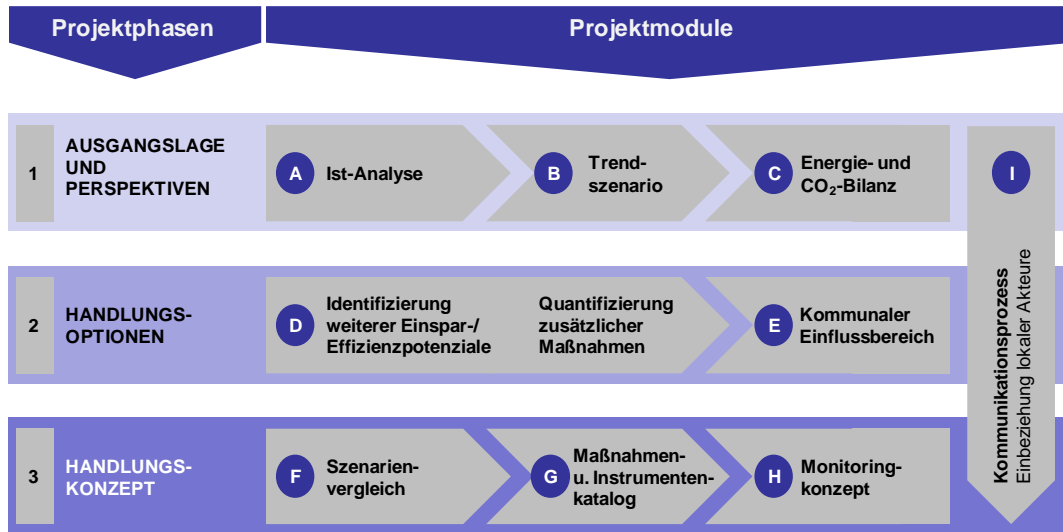 Projektphasen
Projektmodule
1
AUSGANGSLAGE
UND
PERSPEKTIVEN
A
Ist-Analyse
B
Trend-
szenario
C
Energie- und
CO₂-Bilanz
I
Kommunikationsprozess
Einbeziehung lokaler Akteure
2
HANDLUNGS-
OPTIONEN
D
Identifizierung
weiterer Einspar-/
Effizienzpotenziale
Quantifizierung
zusätzlicher
Maßnahmen
E
Kommunaler
Einflussbereich
3
HANDLUNGS-
KONZEPT
F
Szenarien-
vergleich
G
Maßnahmen-
u. Instrumenten-
katalog
H
Monitoring-
konzept